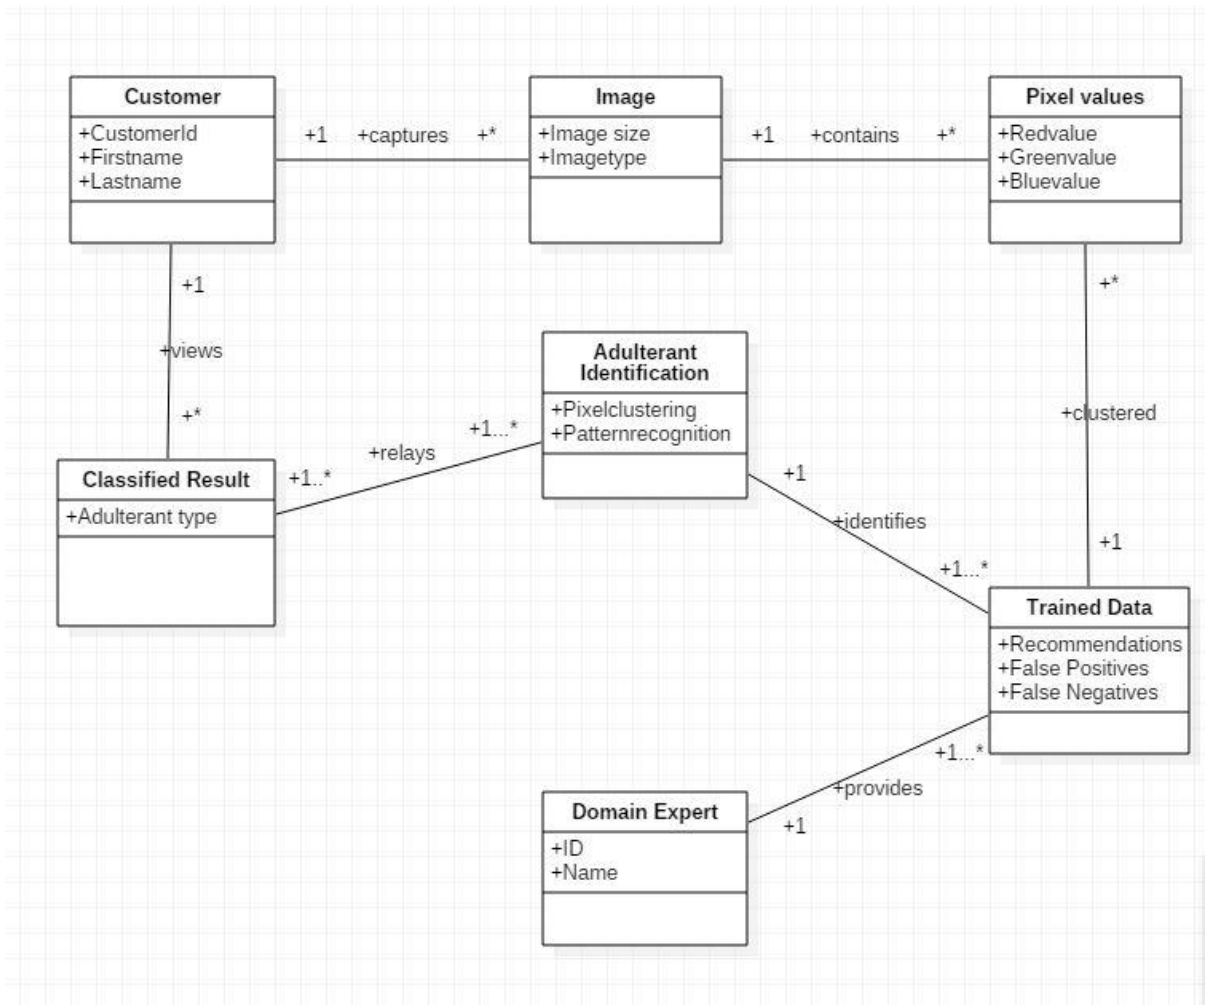 Customer
+CustomerId
+Firstname
+Lastname
+1
+captures
+*
Image
+Image size
+Imagetype
+1
+contains
+*
Pixel values
+Redvalue
+Greenvalue
+Bluevalue
+1
+views
+*
+*
+clustered
+1
Adulterant
Identification
+Pixelclustering
+Patternrecognition
+1...*
+relays
+1..*
Classified Result
+Adulterant type
+1
+identifies
+1...*
Trained Data
+Recommendations
+False Positives
+False Negatives
+1...*
+provides
+1
Domain Expert
+ID
+Name